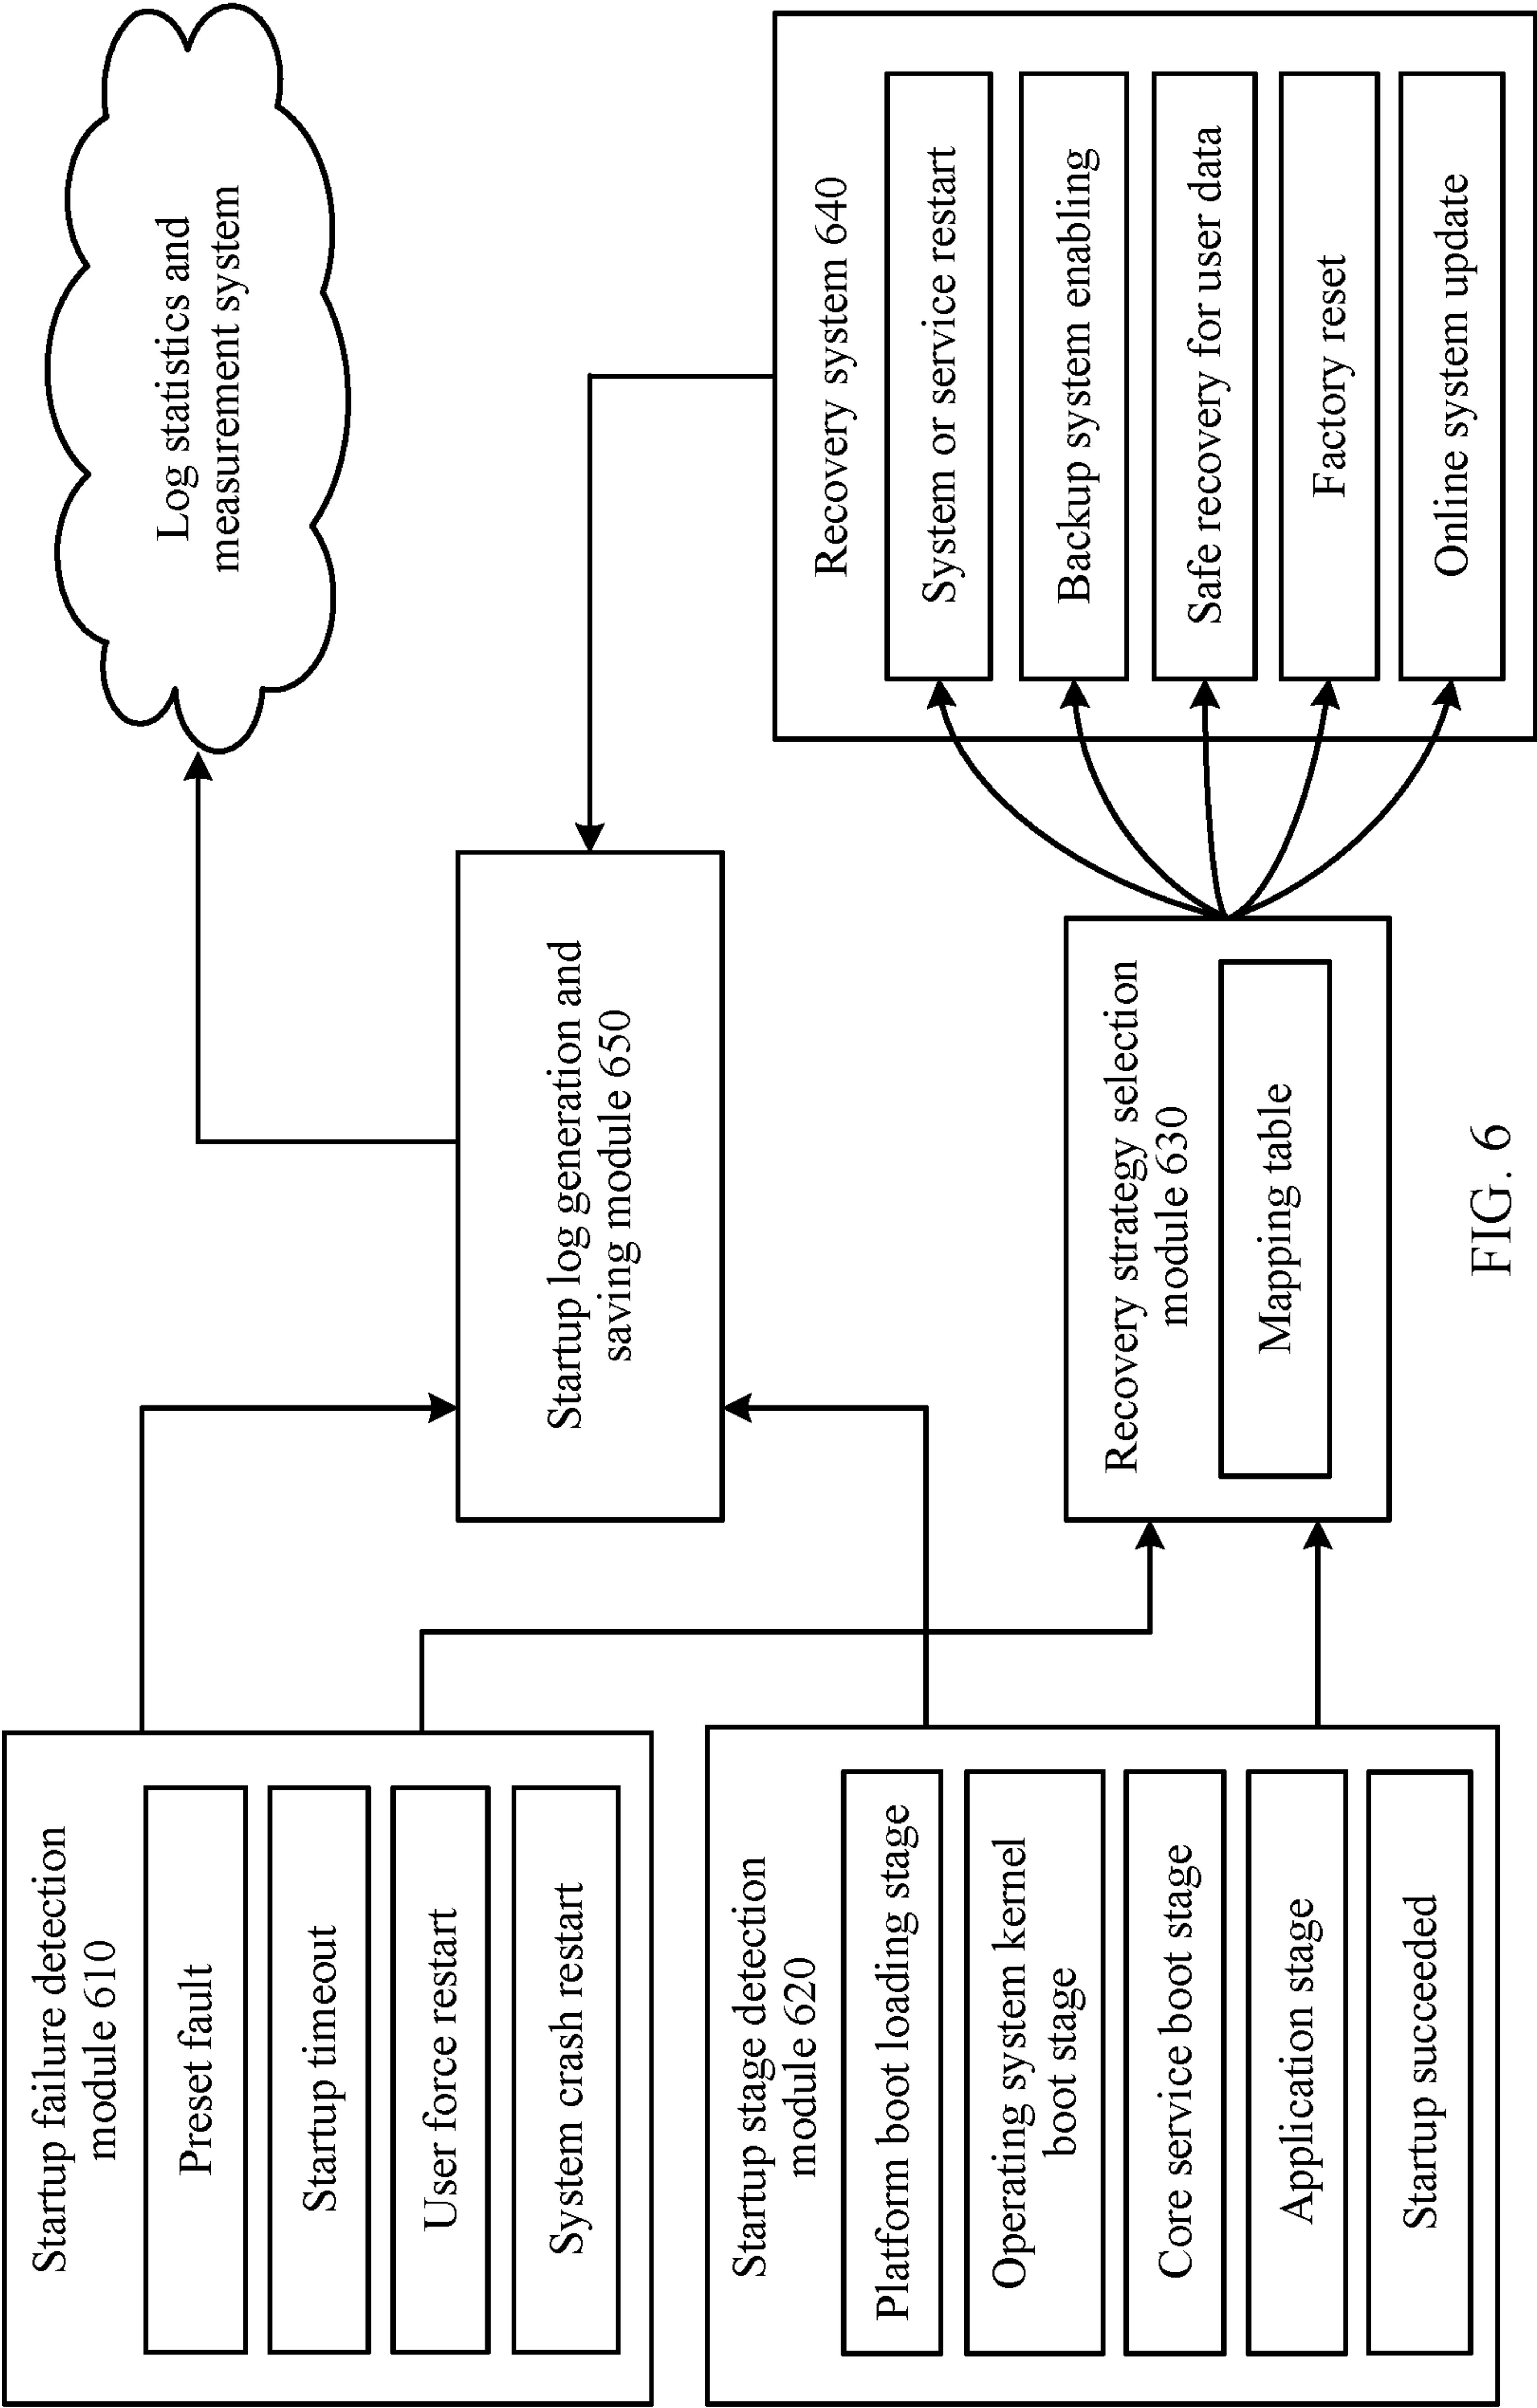 Startup failure detection
module 610
Preset fault
Startup timeout
User force restart
System crash restart
Startup stage detection
module 620
Platform boot loading stage
Operating system kernel
boot stage
Core service boot stage
Application stage
Startup succeeded
Startup log generation and
saving module 650
Recovery strategy selection
module 630
Mapping table
Log statistics and
measurement system
Recovery system 640
System or service restart
Backup system enabling
Safe recovery for user data
Factory reset
Online system update
FIG. 6